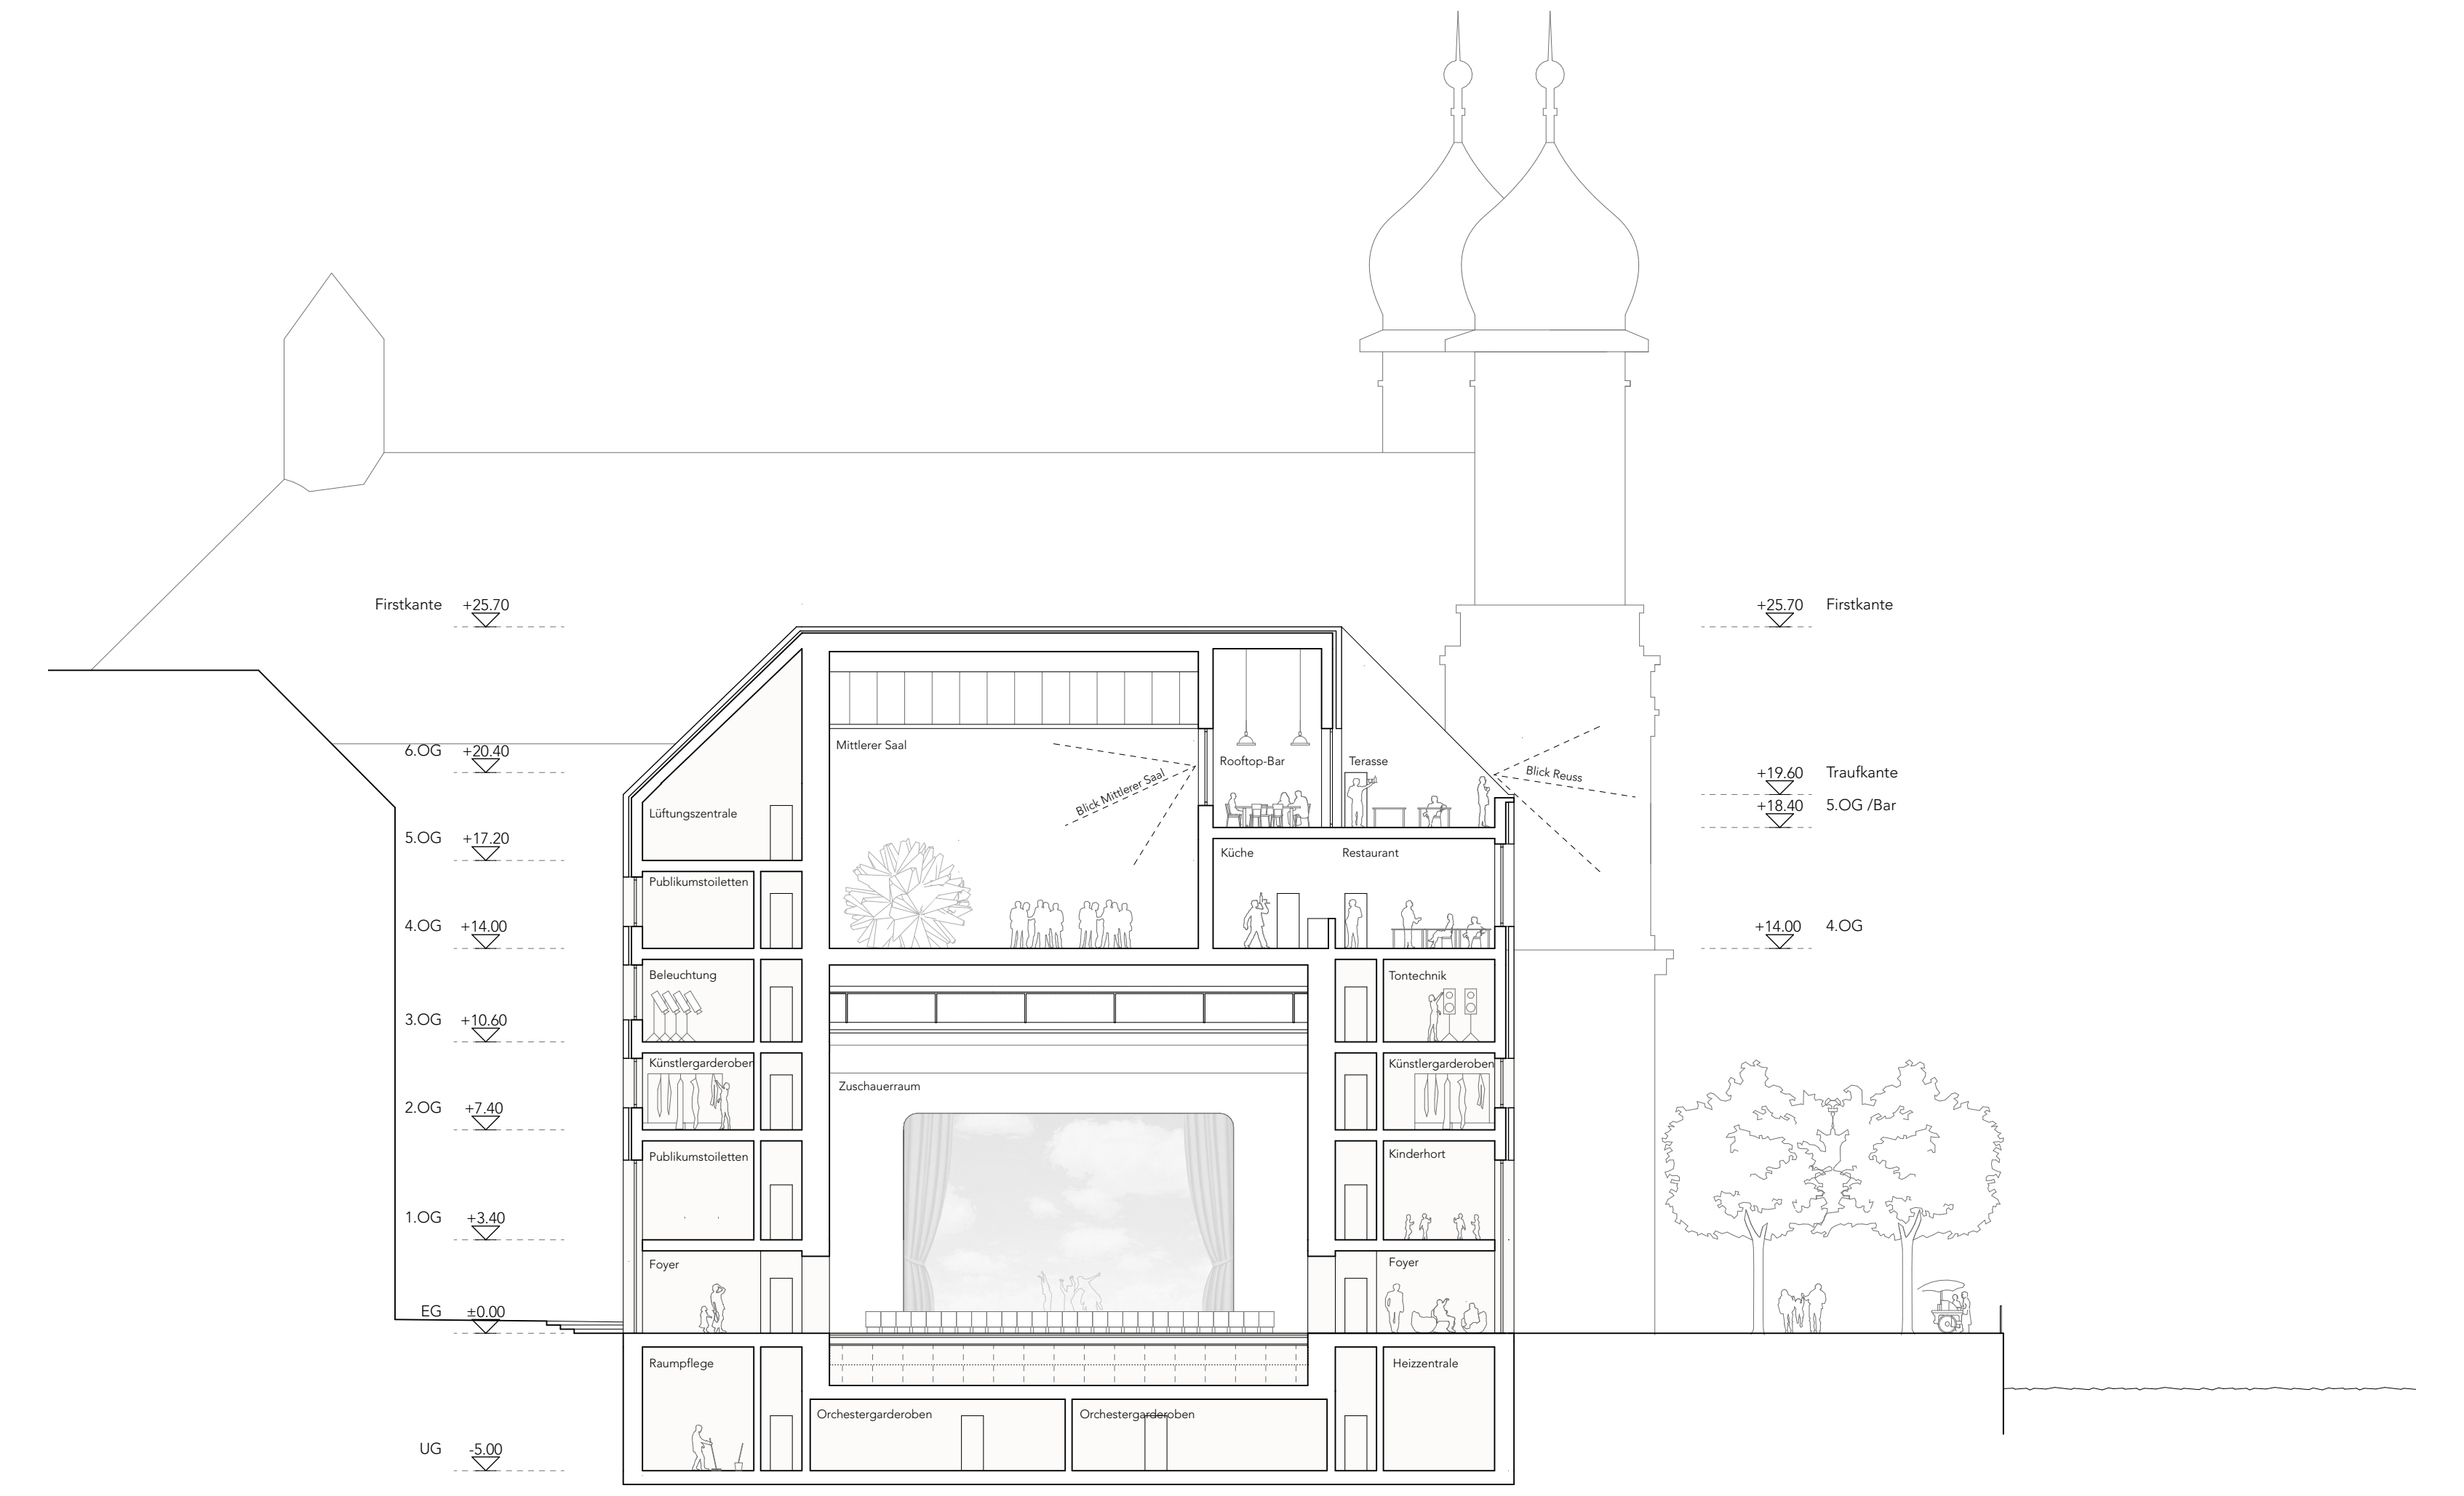 Firstkante +25.70
+25.70 Firstkante
Mittlerer Saal
6.OG +20.40
Rooftop-Bar
Terasse
Blick Reuss
Blick Mittlerer Saal
+19.60 Traufkante
+18.40 5.OG /Bar
Lüftungszentrale
5.OG +17.20
Küche
Restaurant
Publikumstoiletten
4.OG +14.00
+14.00 4.OG
Beleuchtung
Tontechnik
3.OG +10.60
Künstlergarderoben
Künstlergarderoben
Zuschauerraum
2.OG +7.40
Publikumstoiletten
Kinderhort
1.OG +3.40
Foyer
Foyer
EG ±0.00
Raumpflege
Heizzentrale
Orchestergarderoben
Orchestergarderoben
UG -5.00